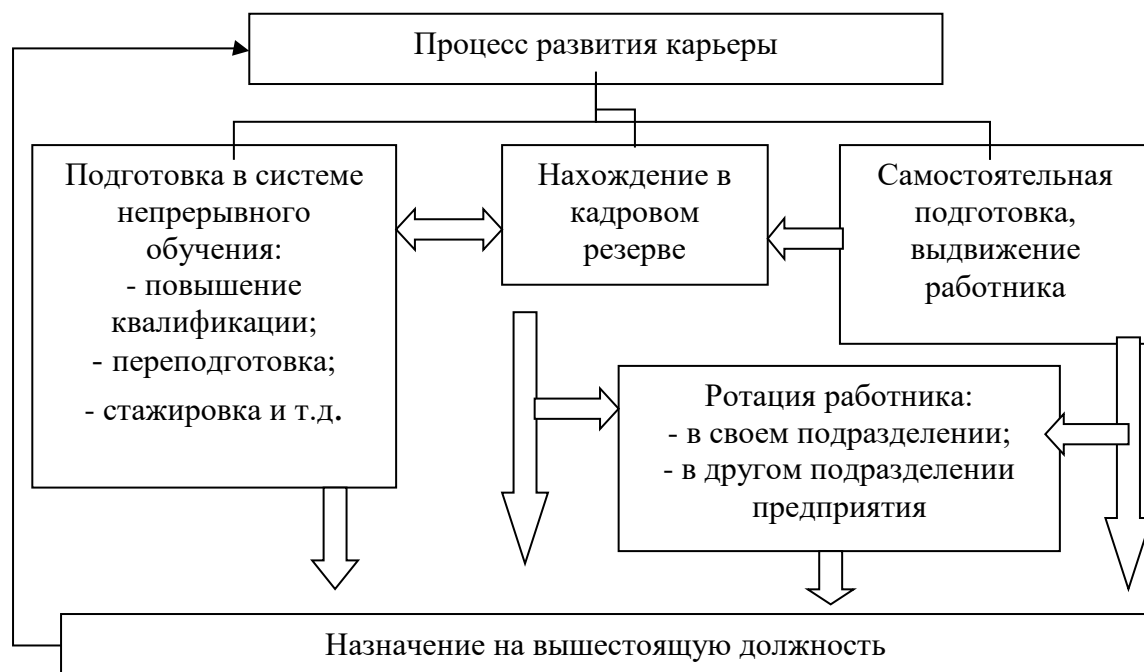 Процесс развития карьеры
Подготовка в системе
непрерывного
обучения:
- повышение
квалификации;
- переподготовка;
- стажировка и т.д.
Нахождение в
кадровом
резерве
Самостоятельная
подготовка,
выдвижение
работника
Ротация работника:
- в своем подразделении;
- в другом подразделении
предприятия
Назначение на вышестоящую должность